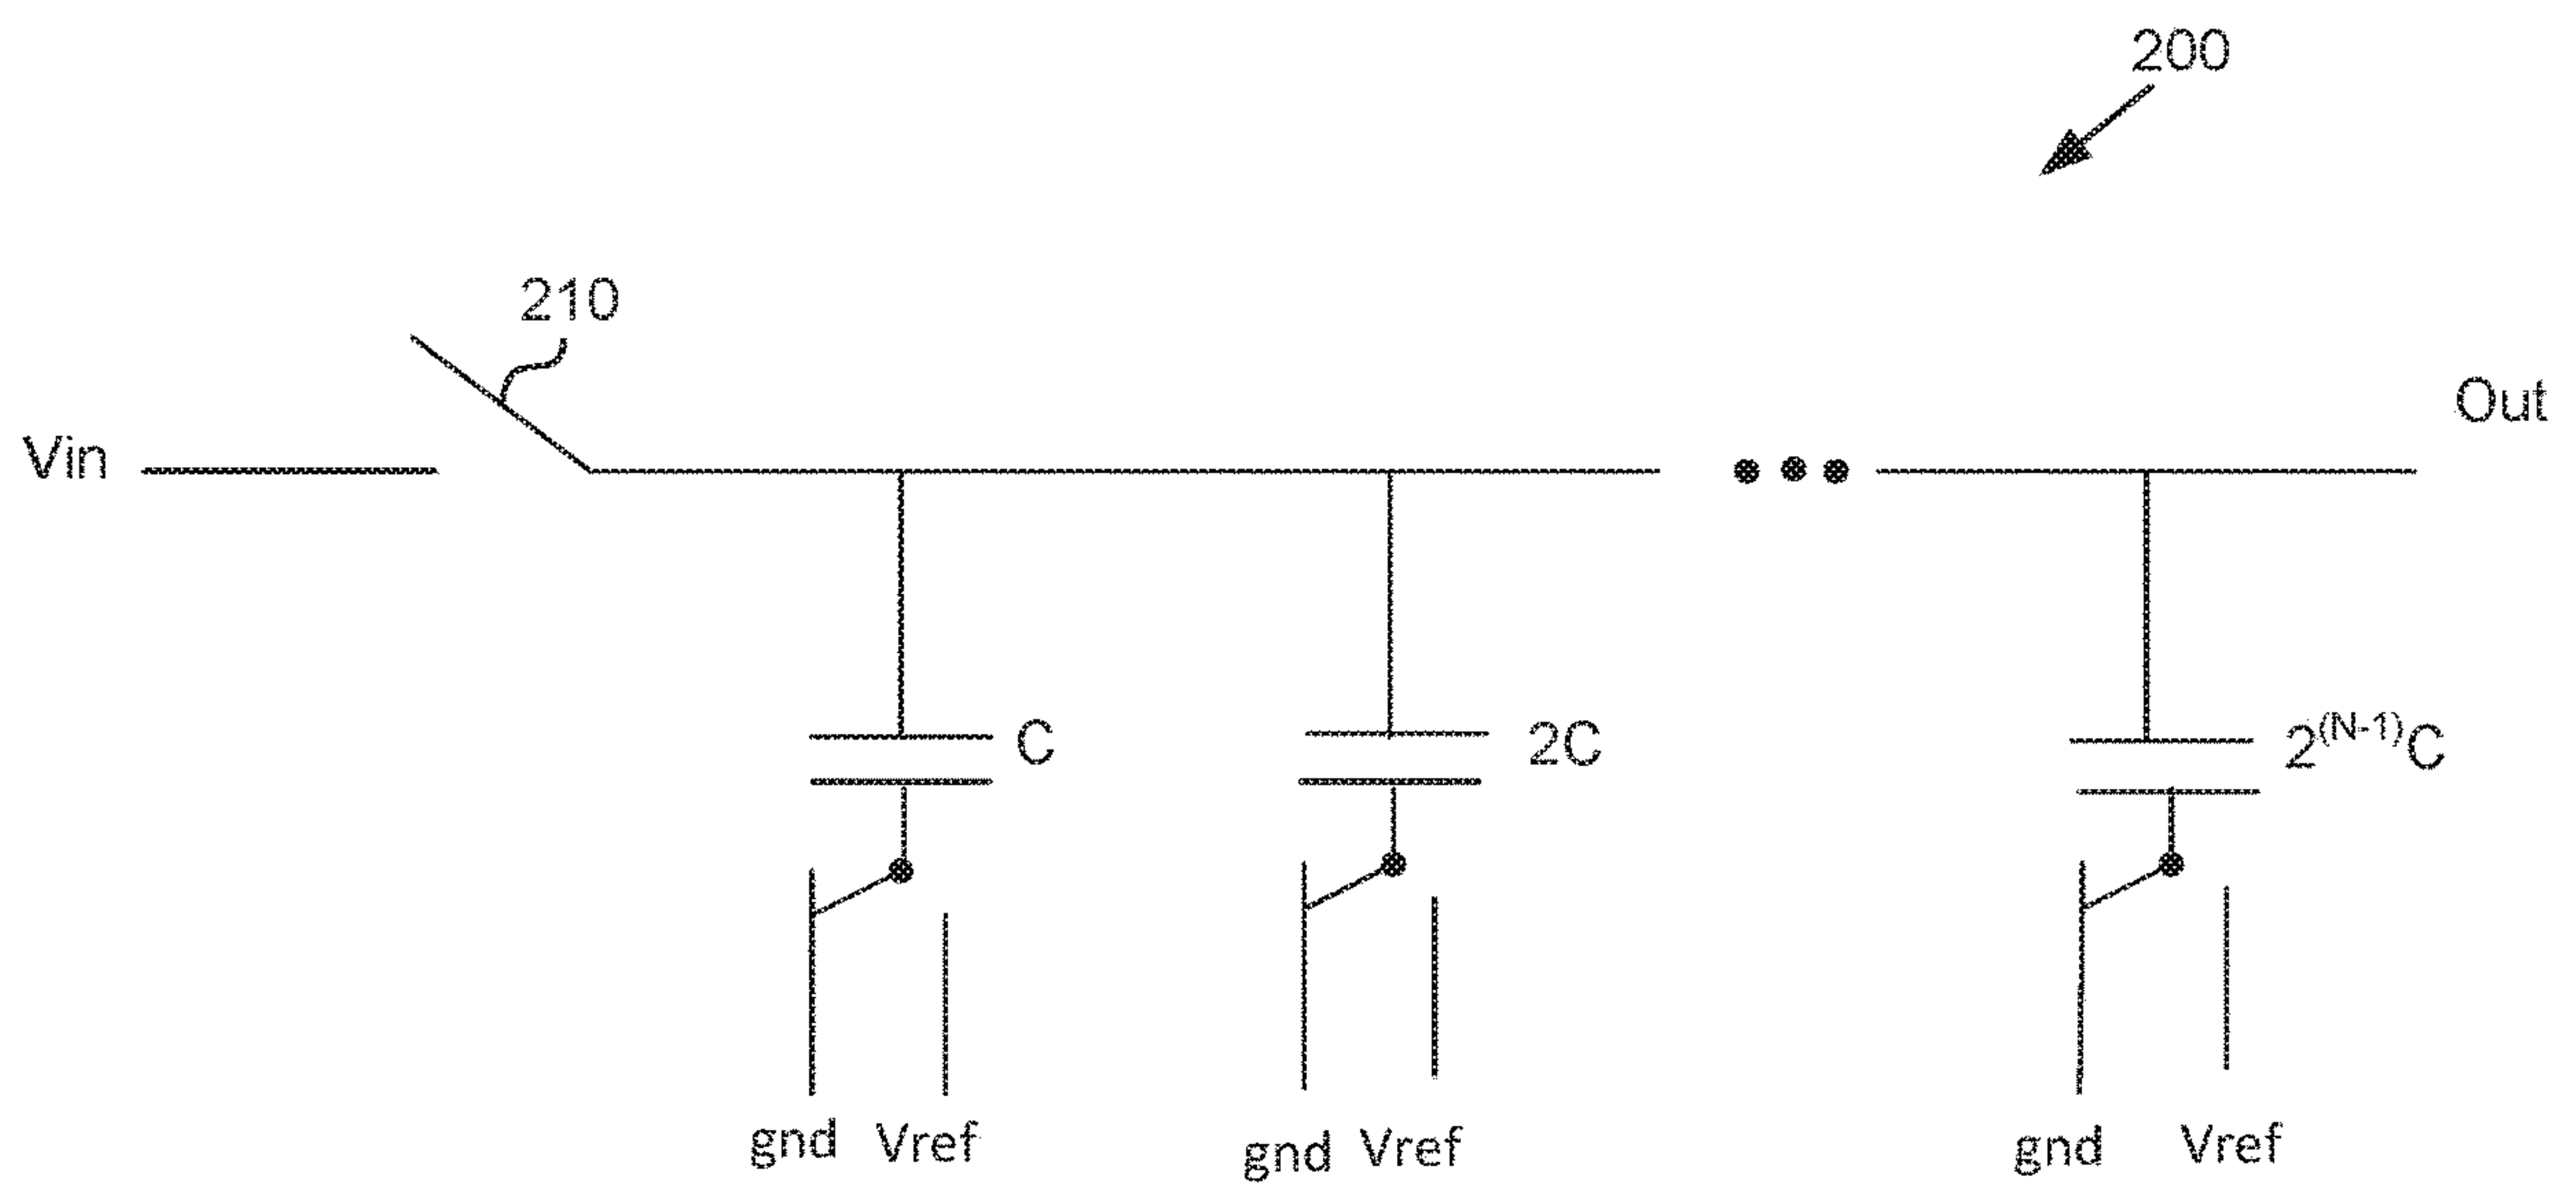 200
210
Out
Vin
C
2C
2^(N-1)C
gnd Vref
gnd Vref
gnd Vref